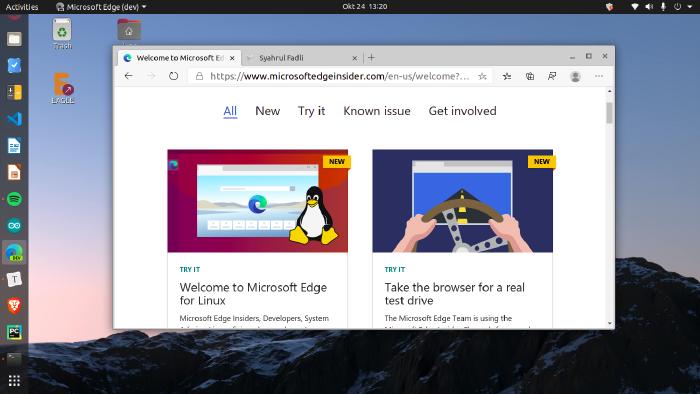 Activities
Microsoft Edge (dev)
Okt 24 13:20
Trash
EAGLE
Welcome to Microsoft Ed
Syahrul Fadli
https://www.microsoftedgeinsider.com/en-us/welcome?...
All New Try it Known issue Get involved
NEW
TRY IT
Welcome to Microsoft Edge
for Linux
Microsoft Edge Insiders, Developers, System
NEW
TRY IT
Take the browser for a real
test drive
The Microsoft Edge Team is using the